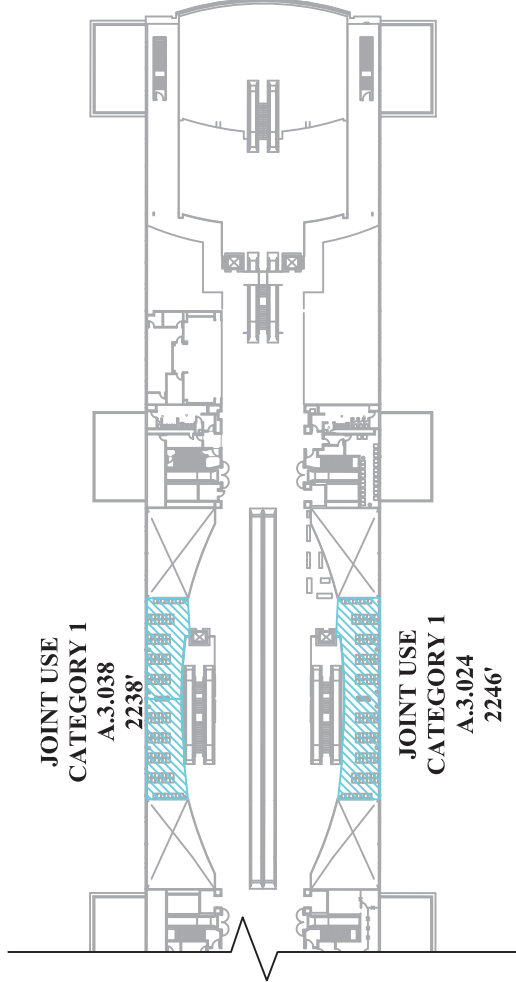 JOINT USE
CATEGORY 1
A.3.038
2238'
JOINT USE
CATEGORY 1
A.3.024
2246'